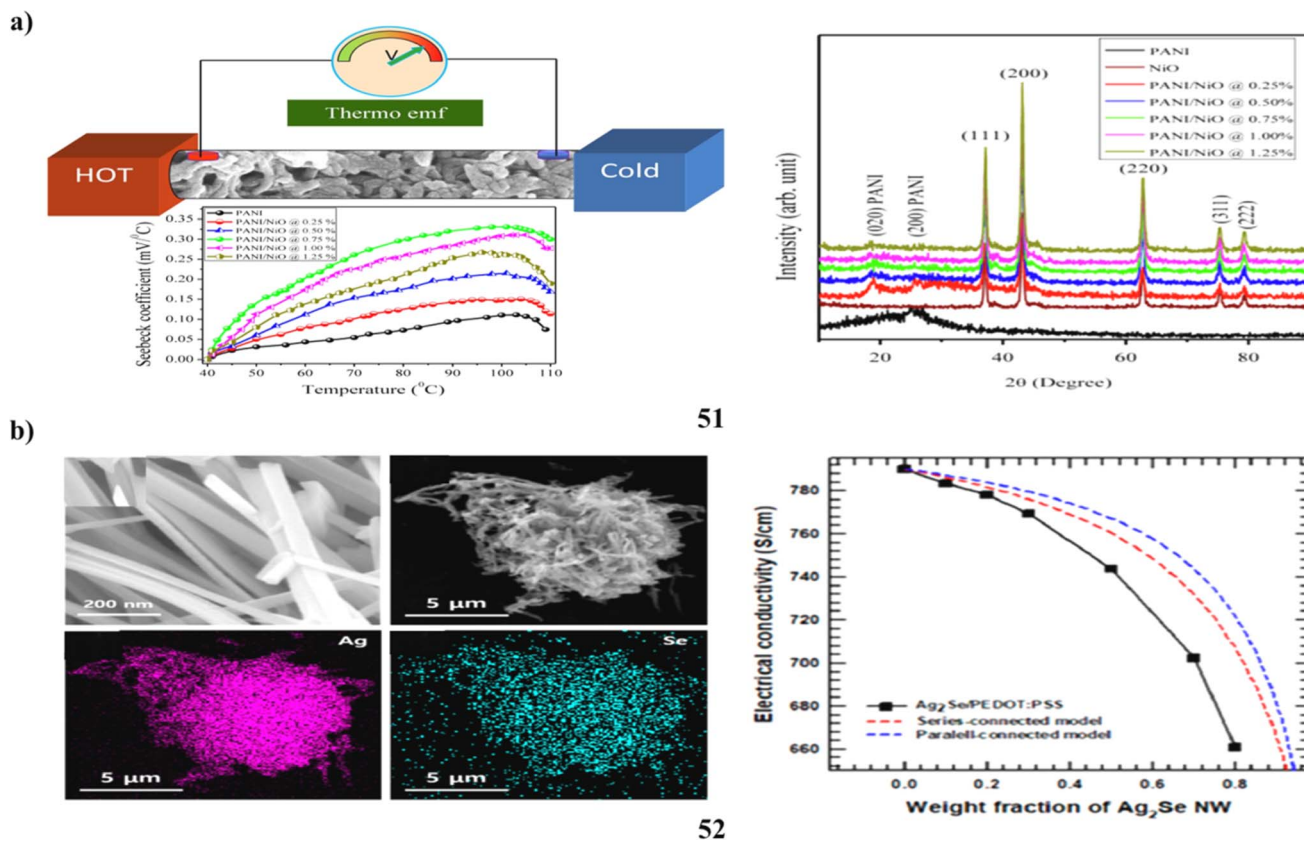 a)
V
Thermo emf
HOT
Cold
PANI
PANI/NiO @ 0.25 %
PANI/NiO @ 0.50 %
PANI/NiO @ 0.75 %
PANI/NiO @ 1.00 %
PANI/NiO @ 1.25 %
Seebeck coefficient (mV/°C)
0.35
0.30
0.25
0.20
0.15
0.10
0.05
0.00
40 50 60 70 80 90 100 110
Temperature (°C)
PANI
NiO
PANI/NiO @ 0.25%
PANI/NiO @ 0.50%
PANI/NiO @ 0.75%
PANI/NiO @ 1.00%
PANI/NiO @ 1.25%
(020) PANI
(200) PANI
(111)
(200)
(220)
(311)
(222)
Intensity (arb. unit)
20 40 60 80
2θ (Degree)
51
b)
200 nm
5 μm
Ag
5 μm
Se
5 μm
Electrical conductivity (S/cm)
780
760
740
720
700
680
660
Ag2Se/PEDOT:PSS
Series-connected model
Paralell-connected model
0.0 0.2 0.4 0.6 0.8
Weight fraction of Ag2Se NW
52